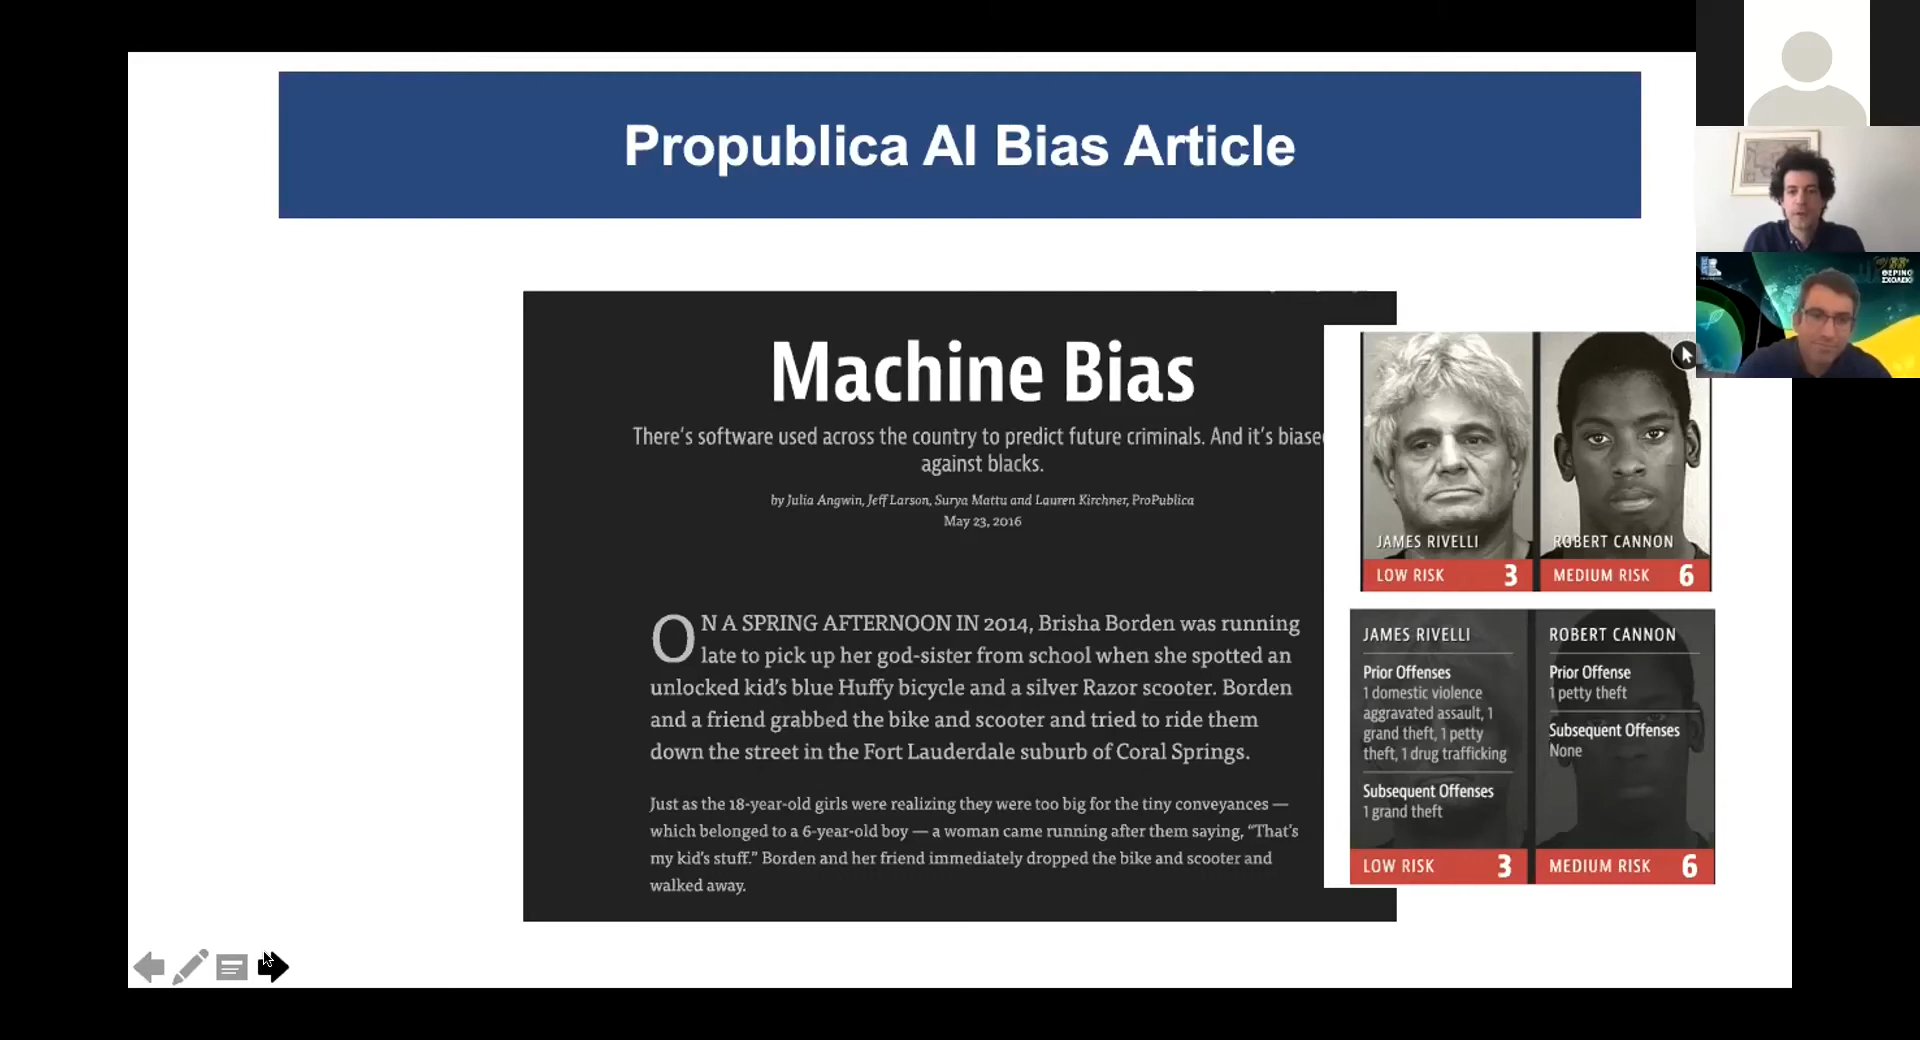 Propublica AI Bias Article
Machine Bias
There's software used across the country to predict future criminals. And it's biased
against blacks.
by Julia Angwin, Jeff Larson, Surya Mattu and Lauren Kirchner, ProPublica
May 23, 2016
ON A SPRING AFTERNOON IN 2014, Brisha Borden was running
late to pick up her god-sister from school when she spotted an
unlocked kid's blue Huffy bicycle and a silver Razor scooter. Borden
and a friend grabbed the bike and scooter and tried to ride them
down the street in the Fort Lauderdale suburb of Coral Springs.
Just as the 18-year-old girls were realizing they were too big for the tiny conveyances —
which belonged to a 6-year-old boy — a woman came running after them saying, “That's
my kid's stuff.” Borden and her friend immediately dropped the bike and scooter and
walked away.
JAMES RIVELLI
LOW RISK 3
ROBERT CANNON
MEDIUM RISK 6
JAMES RIVELLI
Prior Offenses
1 domestic violence
aggravated assault, 1
grand theft, 1 petty
theft, 1 drug trafficking
Subsequent Offenses
1 grand theft
LOW RISK 3
ROBERT CANNON
Prior Offense
1 petty theft
Subsequent Offenses
None
MEDIUM RISK 6
ΘΕΡΙΝΟ
ΣΧΟΛΕΙΟ